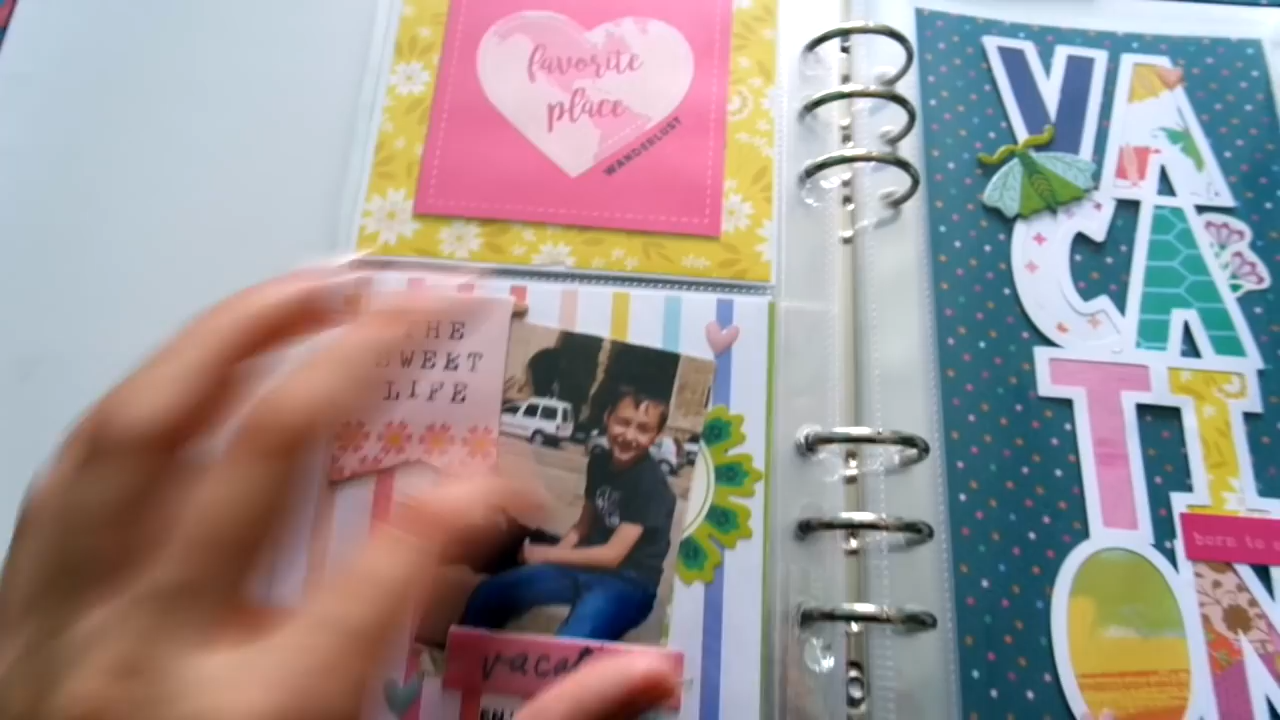 favorite
place
WANDERLUST
THE
SWEET
LIFE
VACATION
born to